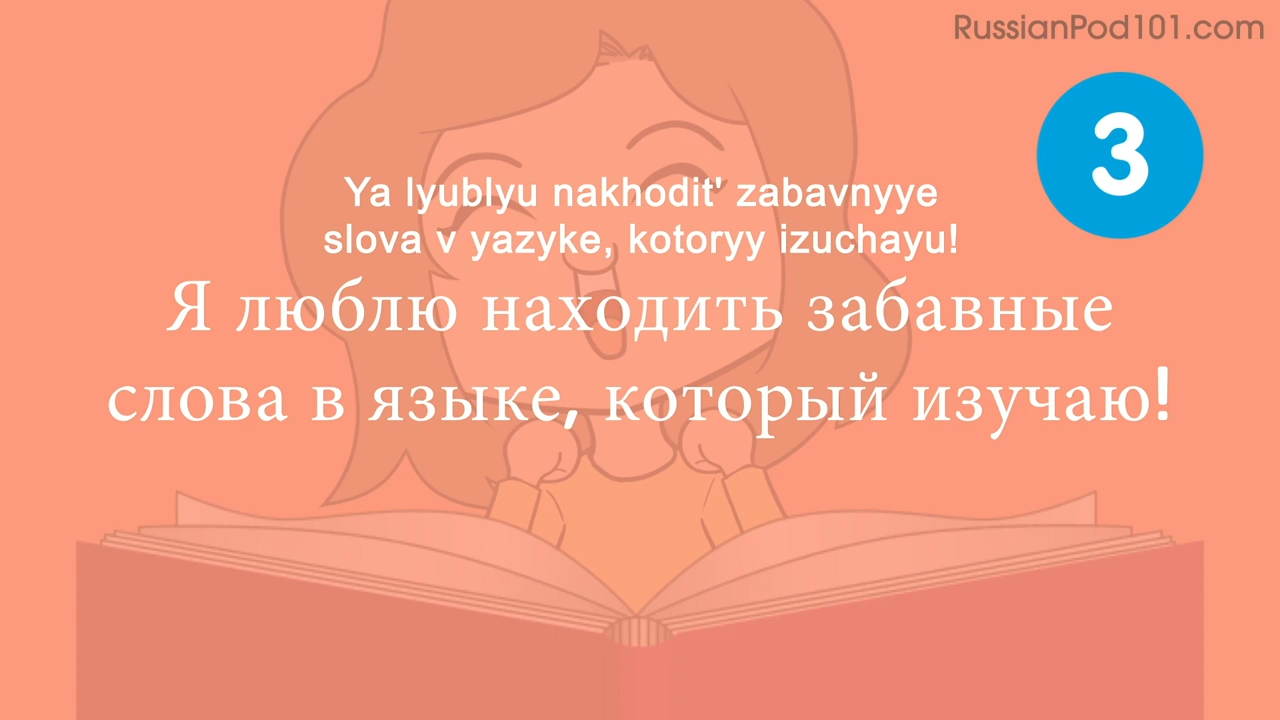 RussianPod101.com
3
Ya lyublyu nakhodit' zabavnyye
slova v yazyke, kotoryy izuchayu!
Я люблю находить забавные
слова в языке, который изучаю!